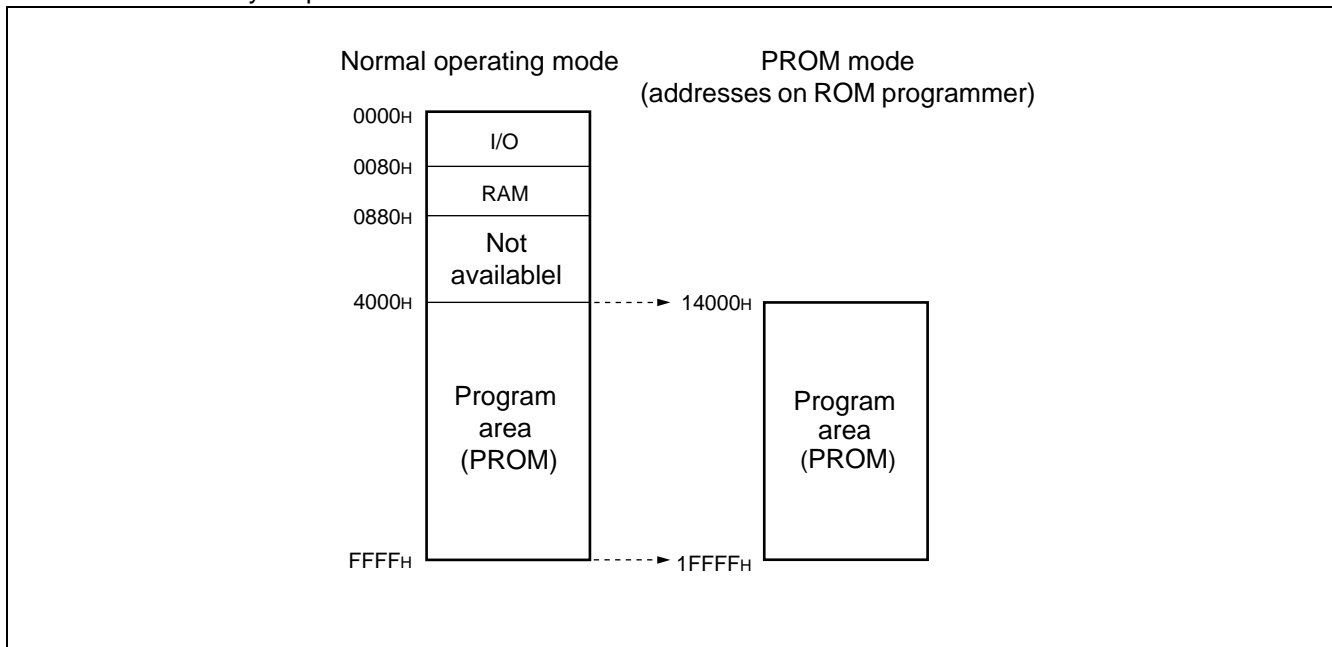 Normal operating mode
PROM mode
(addresses on ROM programmer)
0000H
I/O
0080H
RAM
0880H
Not
availablel
4000H
14000H
Program
area
(PROM)
Program
area
(PROM)
FFFFH
1FFFFH